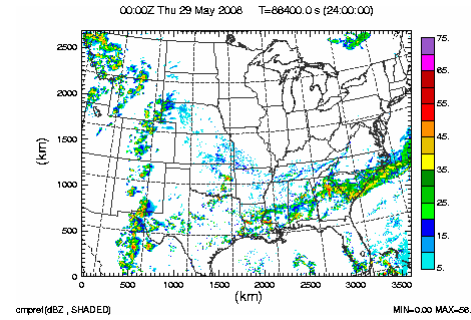 00:00Z Thu 29 May 2008 T=86400.0 s (24:00:00)
75.
65.
55.
45.
35.
25.
15.
5.
2500
2000
1500
1000
500
0
(km)
0 500 1000 1500 2000 2500 3000 3500
(km)
cmpref(dBZ, SHADED)
MIN=0.00 MAX=56.